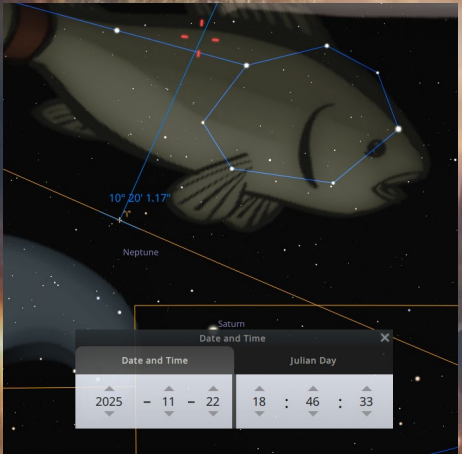 10° 20' 1.17"
♈
Neptune
Saturn
Date and Time
Date and Time Julian Day
2025 – 11 – 22 18 : 46 : 33